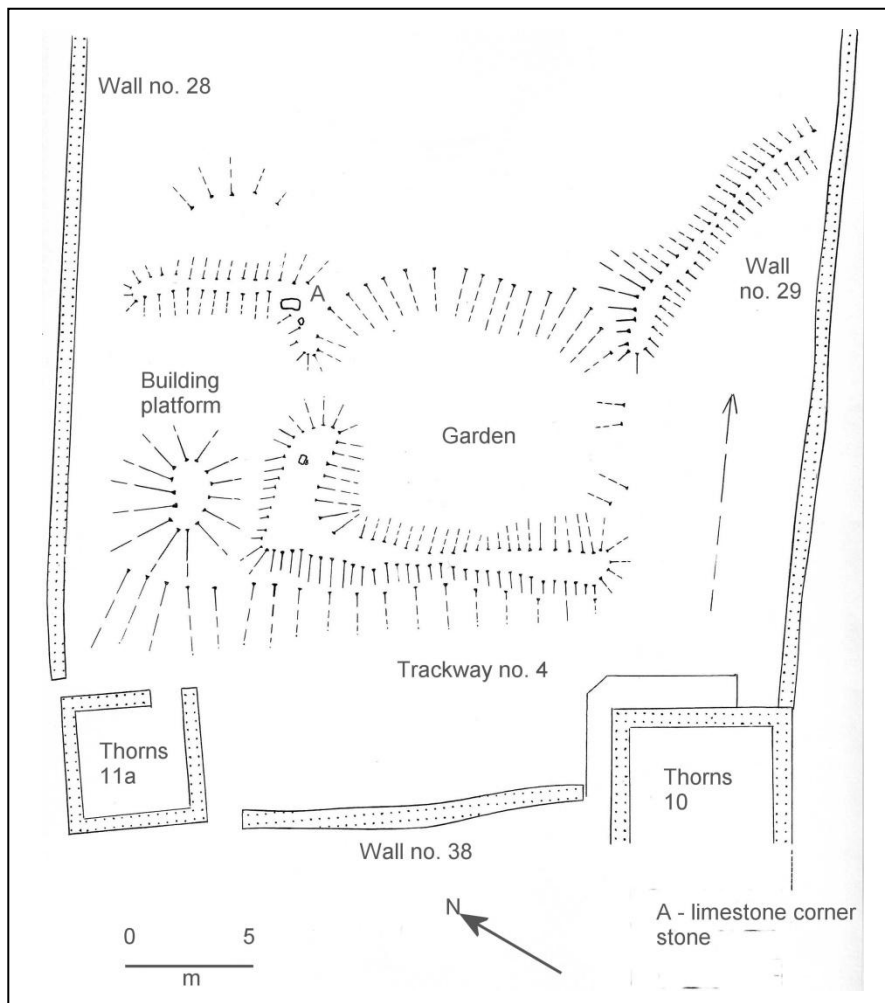 Wall no. 28
A
Wall
no. 29
Building
platform
Garden
Trackway no. 4
Thorns
11a
Thorns
10
Wall no. 38
N
A - limestone corner
stone
0 5
m